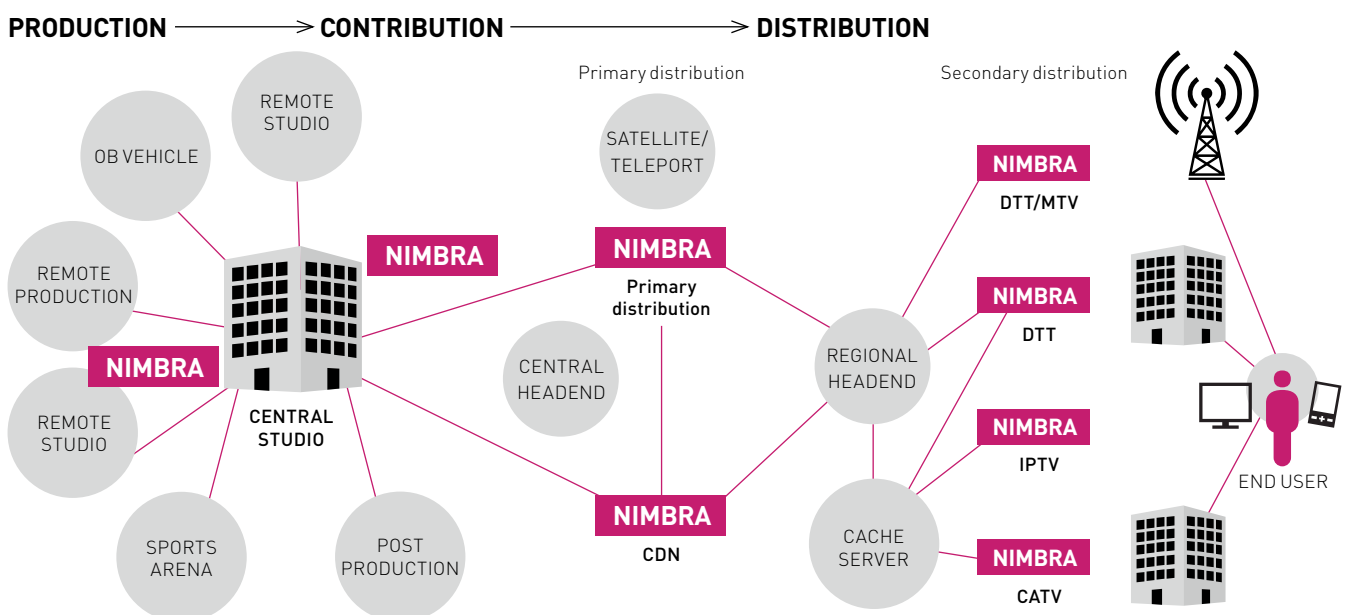 PRODUCTION
CONTRIBUTION
DISTRIBUTION
Primary distribution
Secondary distribution
REMOTE
STUDIO
OB VEHICLE
SATELLITE/
TELEPORT
NIMBRA
DTT/MTV
NIMBRA
NIMBRA
Primary
distribution
REMOTE
PRODUCTION
NIMBRA
DTT
NIMBRA
CENTRAL
HEADEND
REGIONAL
HEADEND
REMOTE
STUDIO
CENTRAL
STUDIO
NIMBRA
IPTV
END USER
NIMBRA
CDN
SPORTS
ARENA
POST
PRODUCTION
CACHE
SERVER
NIMBRA
CATV